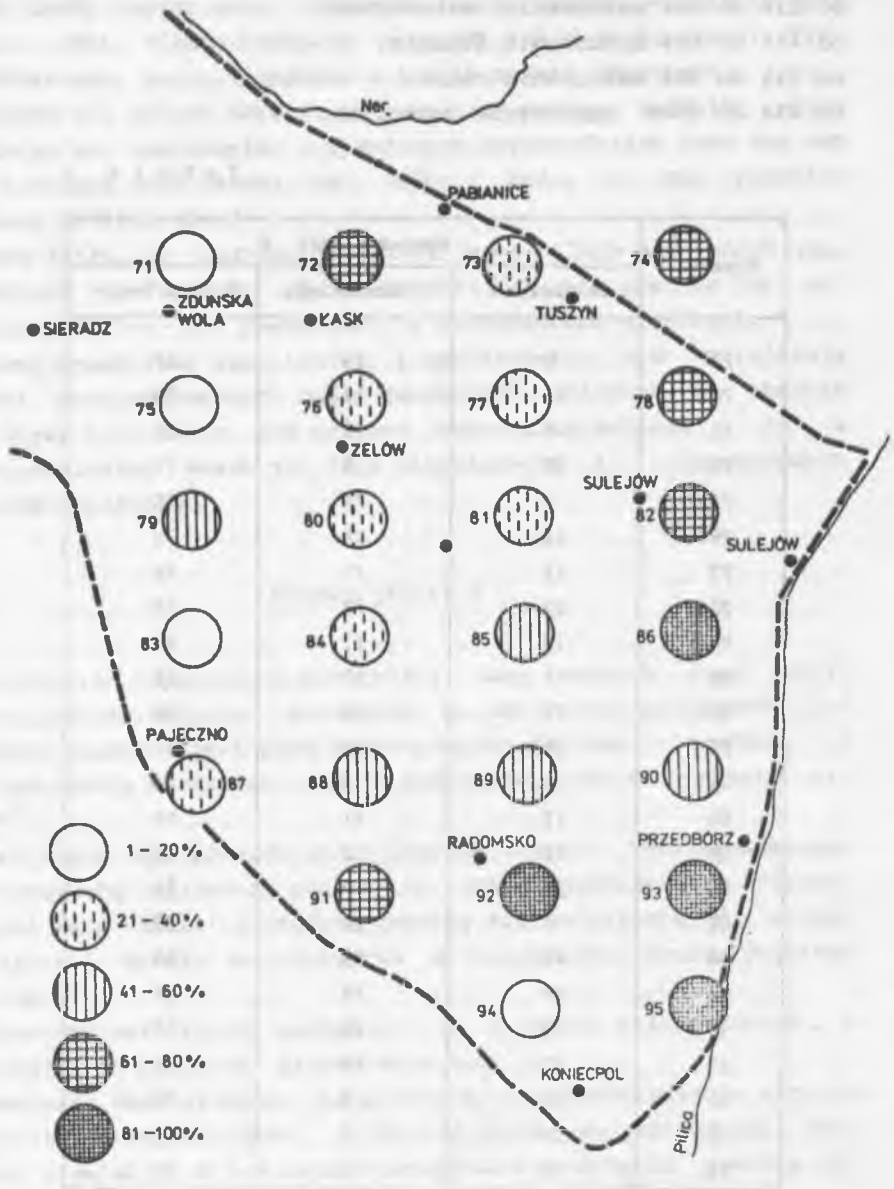 Ner.
PABIANICE
71
72
73
74
ZDUŃSKA
WOLA
SIERADZ
ŁASK
TUSZYN
75
76
77
78
ZELÓW
SULEJÓW
79
80
81
82
SULEJÓW
83
84
85
86
PAJĘCZNO
87
88
89
90
1-20%
RADOMSKO
PRZEDBÓRZ
91
92
93
21-40%
41-60%
94
95
61-80%
KONIECPOL
81-100%
Pilica